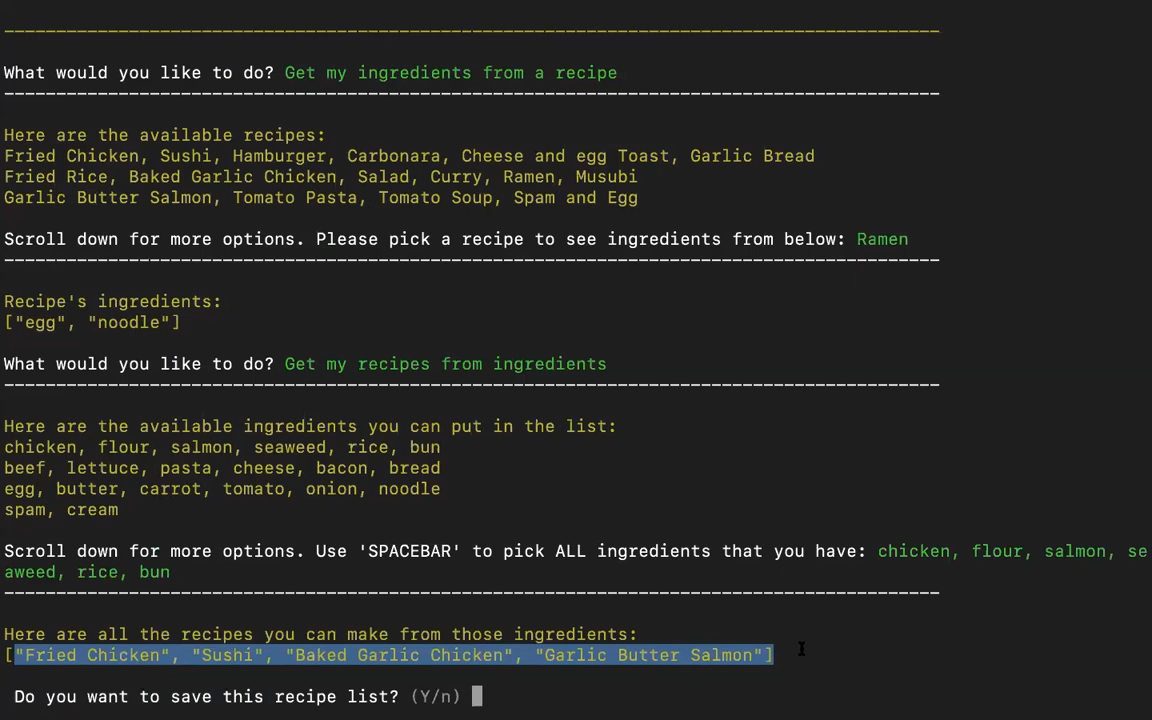 What would you like to do? Get my ingredients from a recipe
Here are the available recipes:
Fried Chicken, Sushi, Hamburger, Carbonara, Cheese and egg Toast, Garlic Bread
Fried Rice, Baked Garlic Chicken, Salad, Curry, Ramen, Musubi
Garlic Butter Salmon, Tomato Pasta, Tomato Soup, Spam and Egg
Scroll down for more options. Please pick a recipe to see ingredients from below: Ramen
Recipe's ingredients:
["egg", "noodle"]
What would you like to do? Get my recipes from ingredients
Here are the available ingredients you can put in the list:
chicken, flour, salmon, seaweed, rice, bun
beef, lettuce, pasta, cheese, bacon, bread
egg, butter, carrot, tomato, onion, noodle
spam, cream
Scroll down for more options. Use 'SPACEBAR' to pick ALL ingredients that you have: chicken, flour, salmon, se
aweed, rice, bun
Here are all the recipes you can make from those ingredients:
["Fried Chicken", "Sushi", "Baked Garlic Chicken", "Garlic Butter Salmon"]
Do you want to save this recipe list? (Y/n)